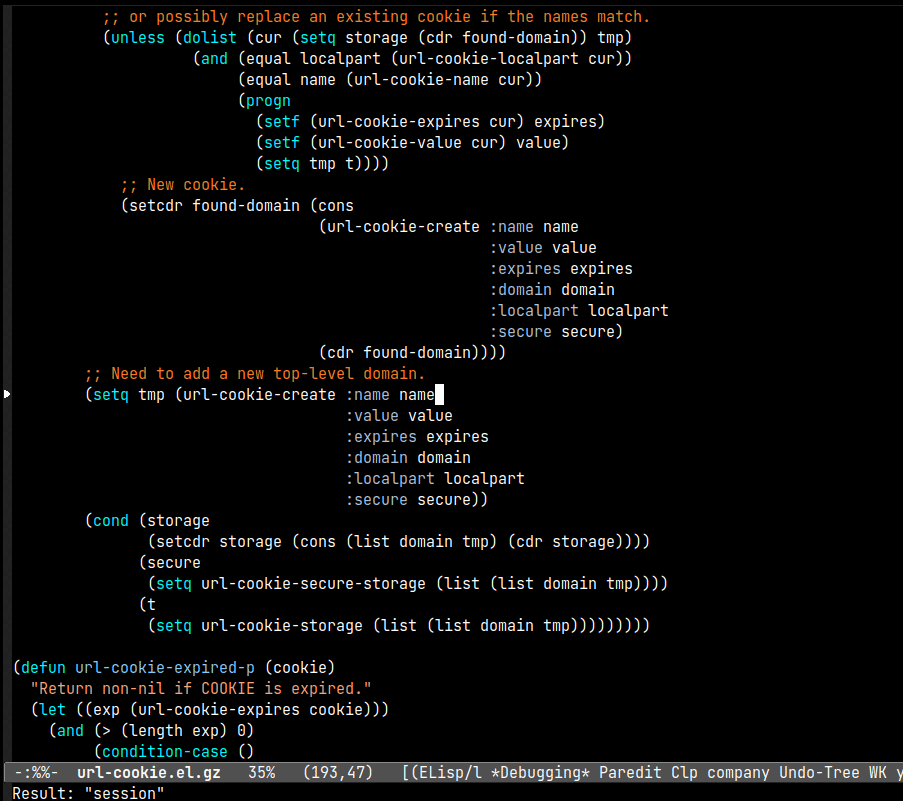 ;; or possibly replace an existing cookie if the names match.
(unless (dolist (cur (setq storage (cdr found-domain)) tmp)
(and (equal localpart (url-cookie-localpart cur))
(equal name (url-cookie-name cur))
(progn
(setf (url-cookie-expires cur) expires)
(setf (url-cookie-value cur) value)
(setq tmp t))))
;; New cookie.
(setcdr found-domain (cons
(url-cookie-create :name name
:value value
:expires expires
:domain domain
:localpart localpart
:secure secure)
(cdr found-domain))))
;; Need to add a new top-level domain.
(setq tmp (url-cookie-create :name name
:value value
:expires expires
:domain domain
:localpart localpart
:secure secure))
(cond (storage
(setcdr storage (cons (list domain tmp) (cdr storage))))
(secure
(setq url-cookie-secure-storage (list (list domain tmp))))
(t
(setq url-cookie-storage (list (list domain tmp)))))))))
(defun url-cookie-expired-p (cookie)
"Return non-nil if COOKIE is expired."
(let ((exp (url-cookie-expires cookie)))
(and (> (length exp) 0)
(condition-case ()
-:%%- url-cookie.el.gz 35% (193,47) [(ELisp/l *Debugging* Paredit Clp company Undo-Tree WK y
Result: "session"